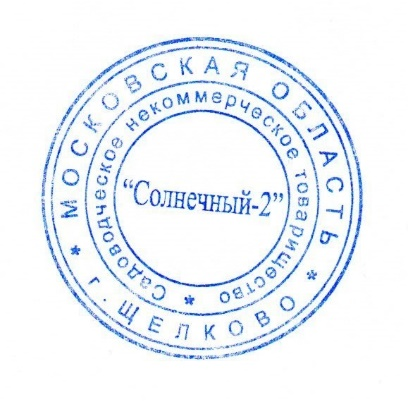 * МОСКОВСКАЯ ОБЛАСТЬ *
г. ЩЕЛКОВО
* Садоводческое некоммерческое товарищество
“Солнечный-2”